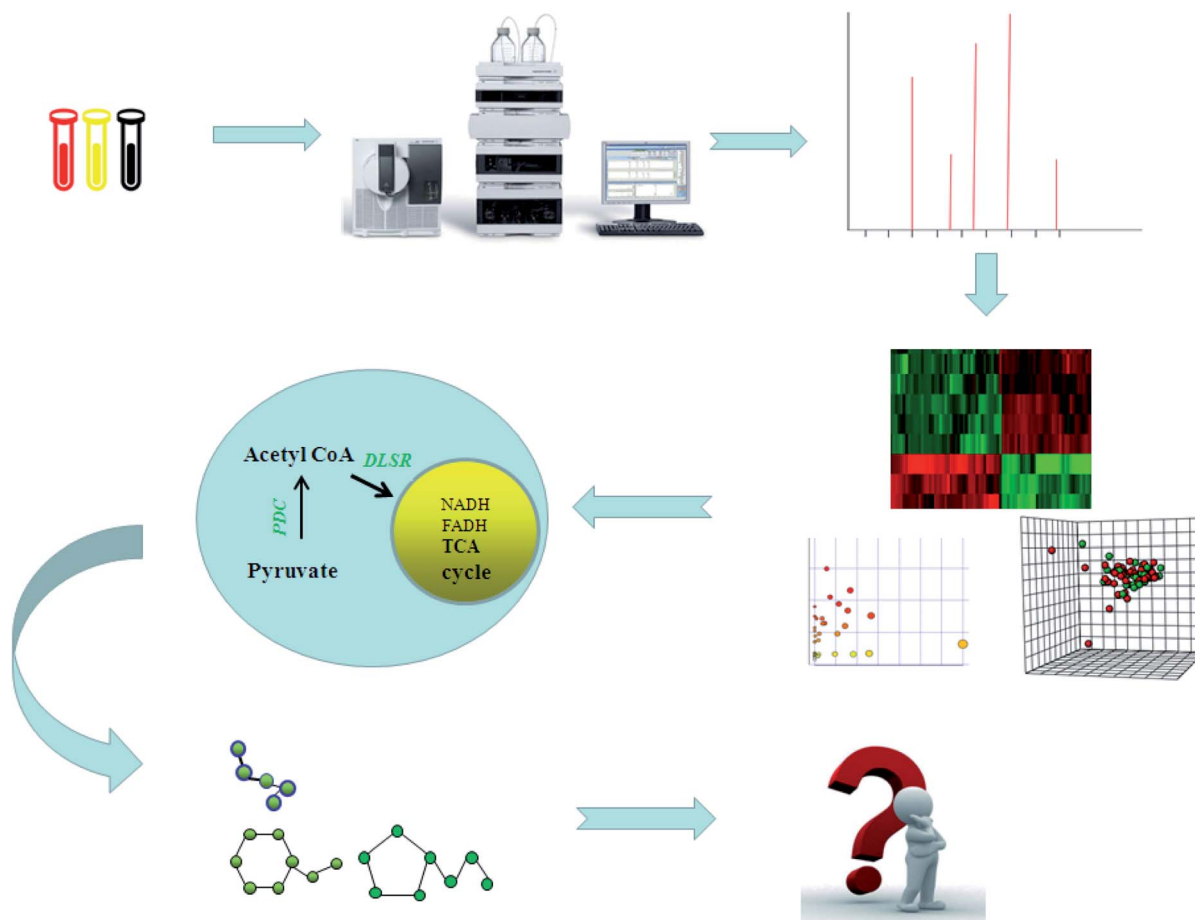 Acetyl CoA
DLSR
PDC
Pyruvate
NADH
FADH
TCA
cycle
?